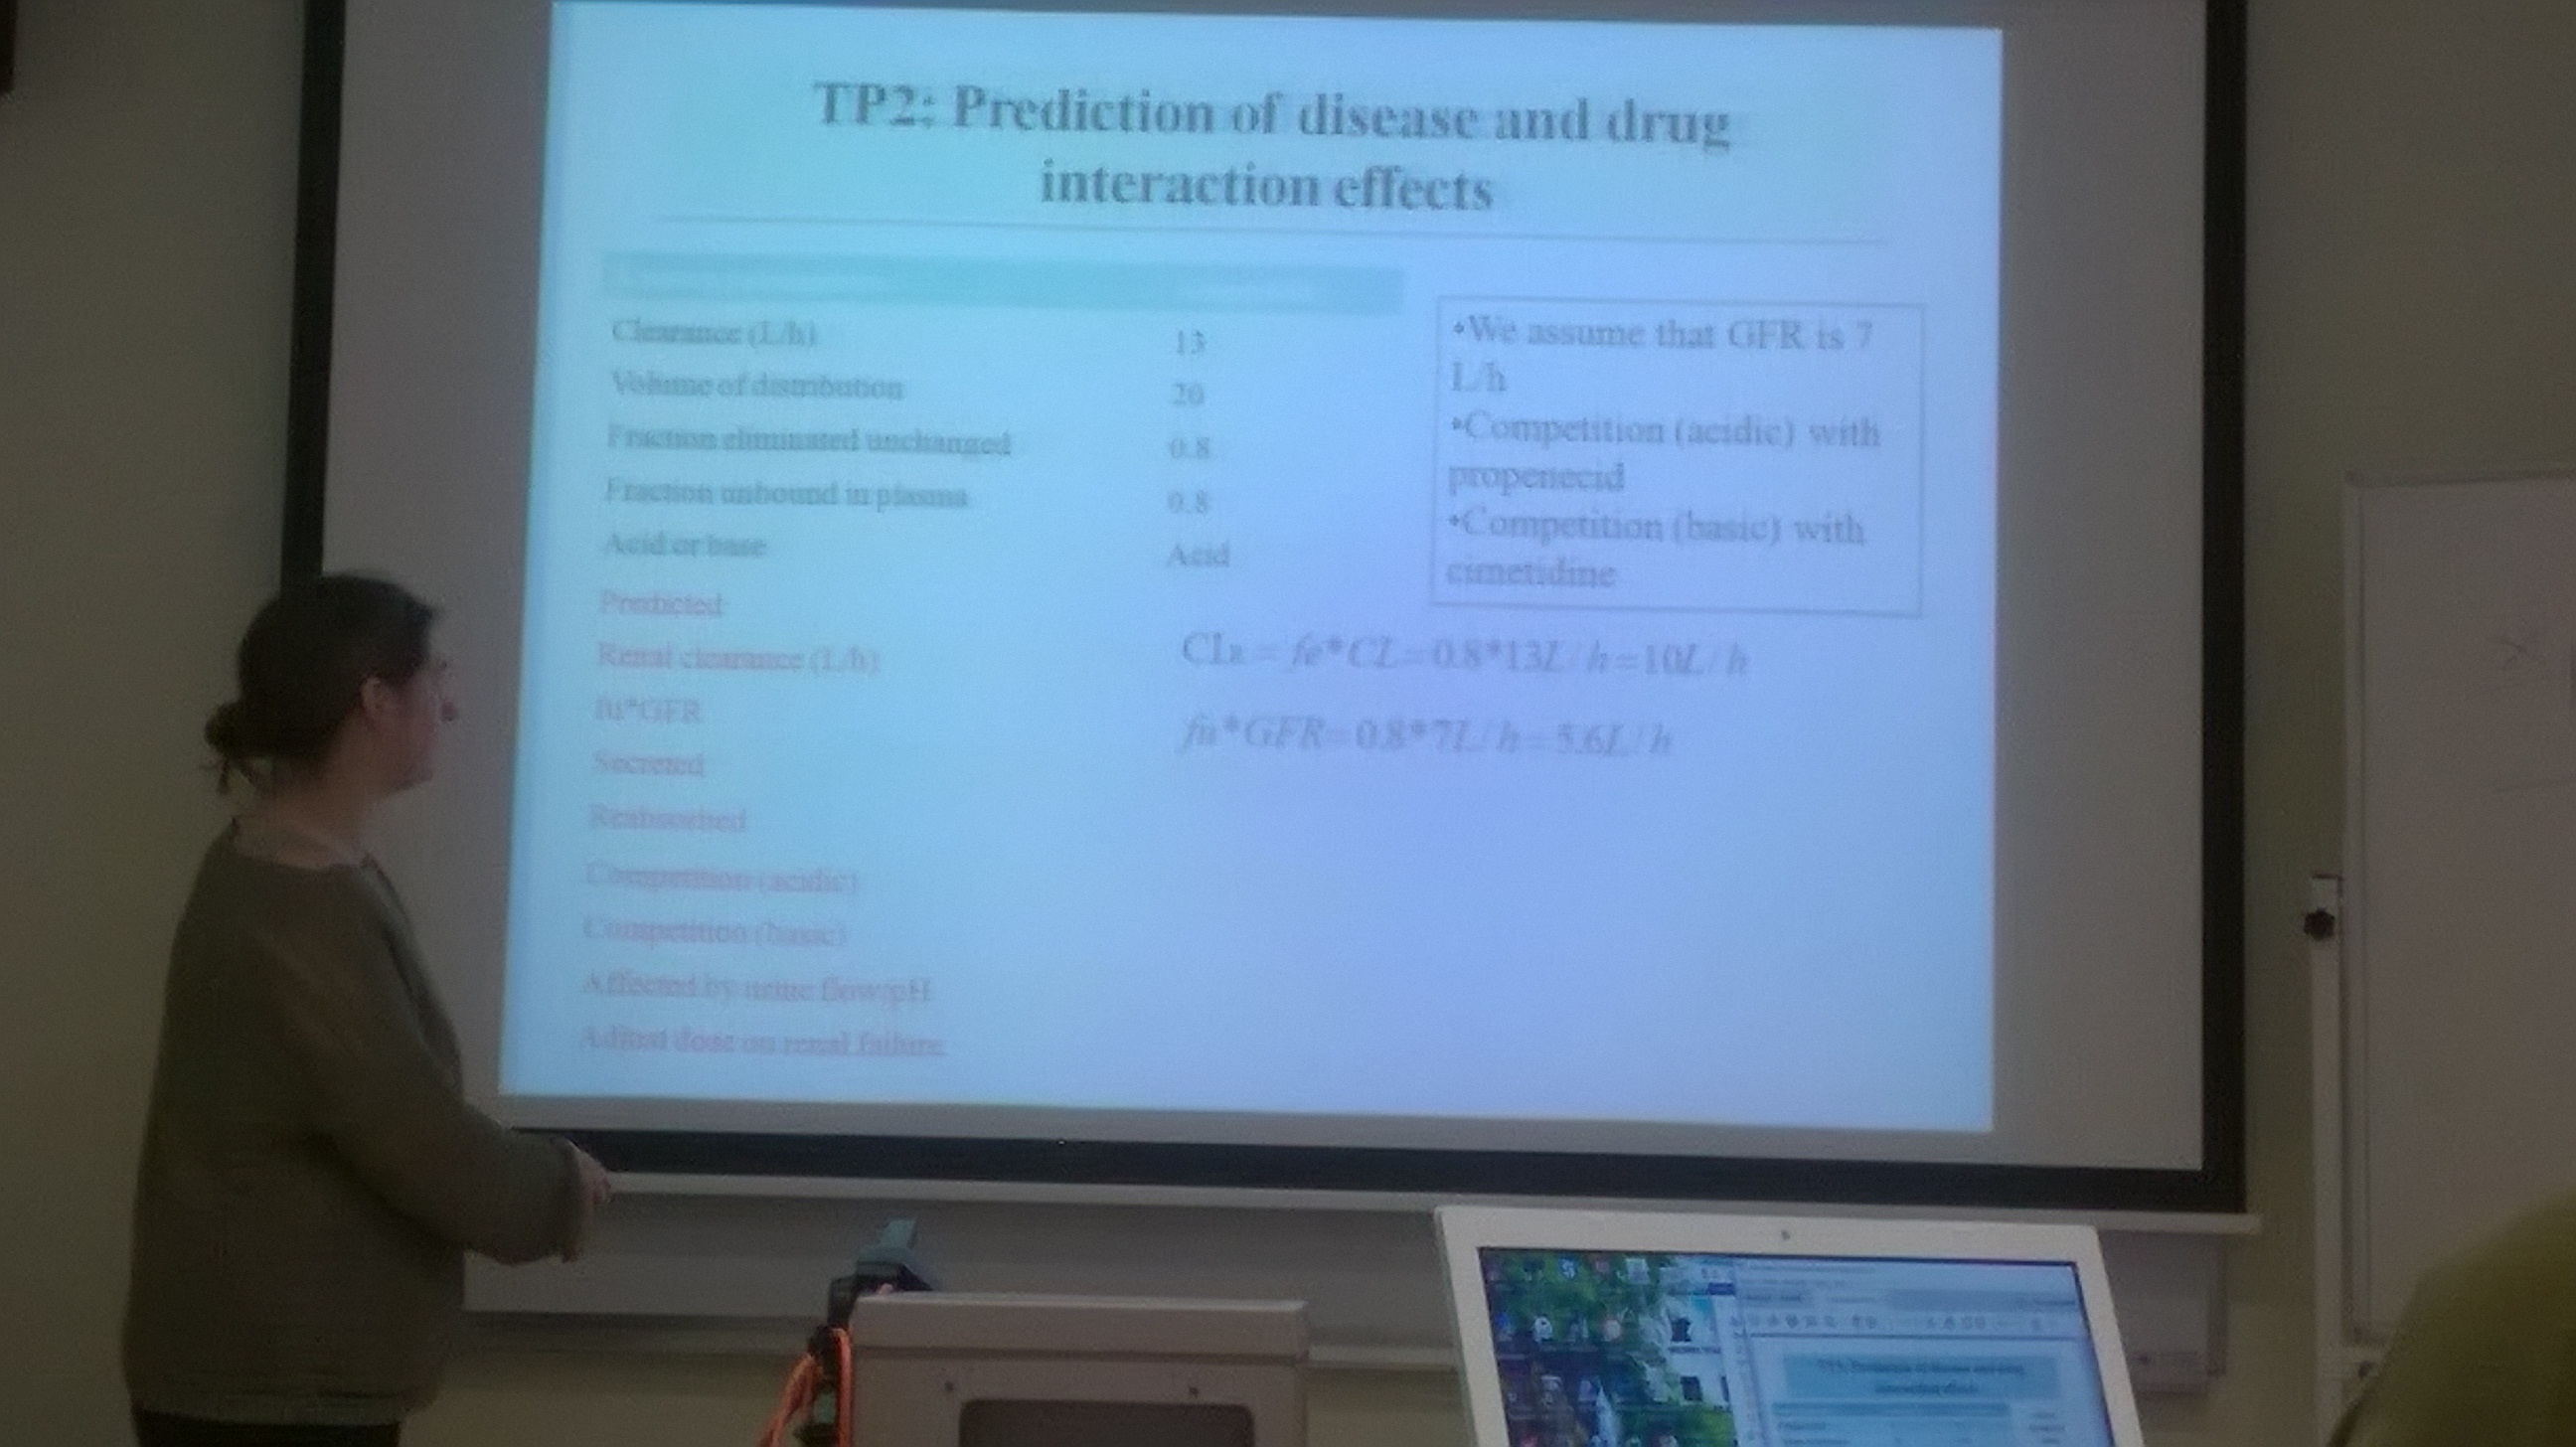 TP2: Prediction of disease and drug
interaction effects
Clearance (L/h) 13
Volume of distribution 20
Fraction eliminated unchanged 0.8
Fraction unbound in plasma 0.8
Acid or base Acid
Predicted
Renal clearance (L/h)
fu*GFR
Secreted
Reabsorbed
Competition (acidic)
Competition (basic)
Affected by urine flow/pH
Adjust dose on renal failure
•We assume that GFR is 7
L/h
•Competition (acidic) with
propenecid
•Competition (basic) with
cimetidine
ClR = fe*CL=0.8*13L/h=10L/h
fu*GFR=0.8*7L/h=5.6L/h